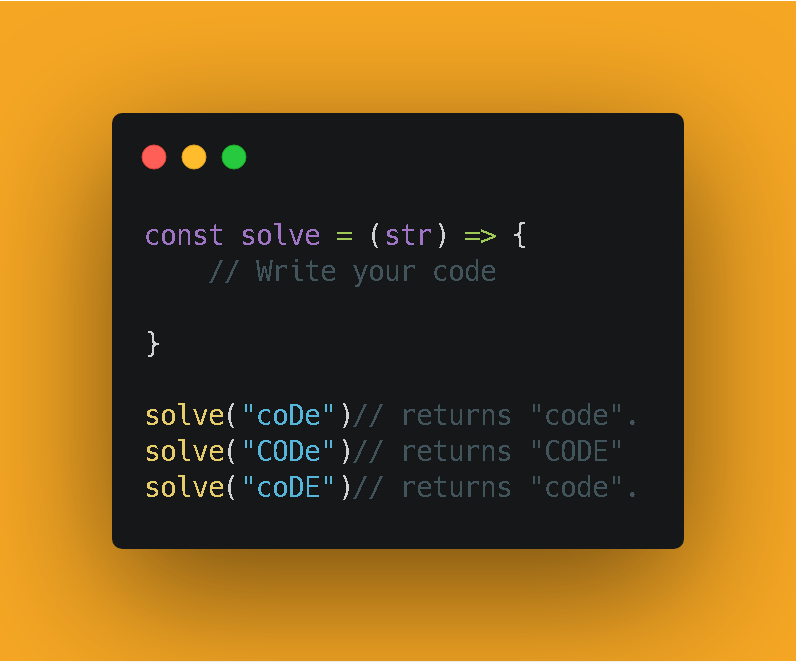 const solve = (str) => {
    // Write your code
}
solve("coDe")// returns "code".
solve("CODe")// returns "CODE"
solve("coDE")// returns "code".